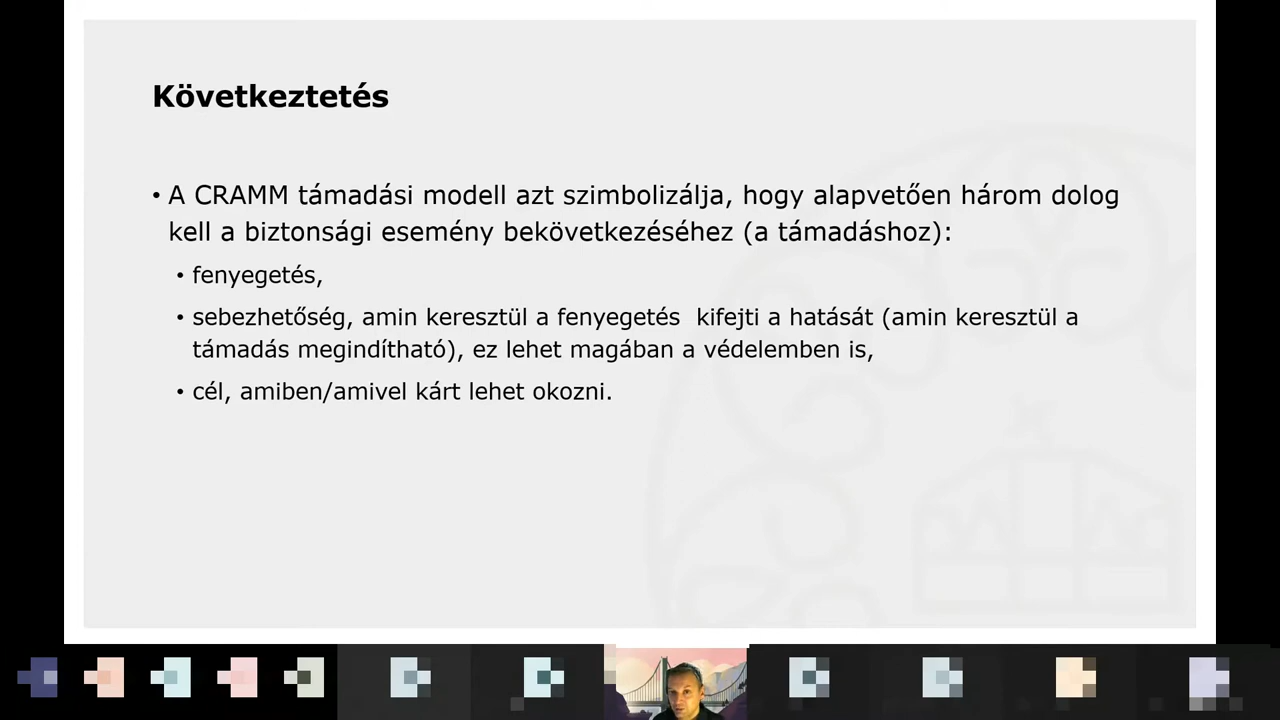 Következtetés
• A CRAMM támadási modell azt szimbolizálja, hogy alapvetően három dolog
kell a biztonsági esemény bekövetkezéséhez (a támadáshoz):
• fenyegetés,
• sebezhetőség, amin keresztül a fenyegetés  kifejti a hatását (amin keresztül a
támadás megindítható), ez lehet magában a védelemben is,
• cél, amiben/amivel kárt lehet okozni.